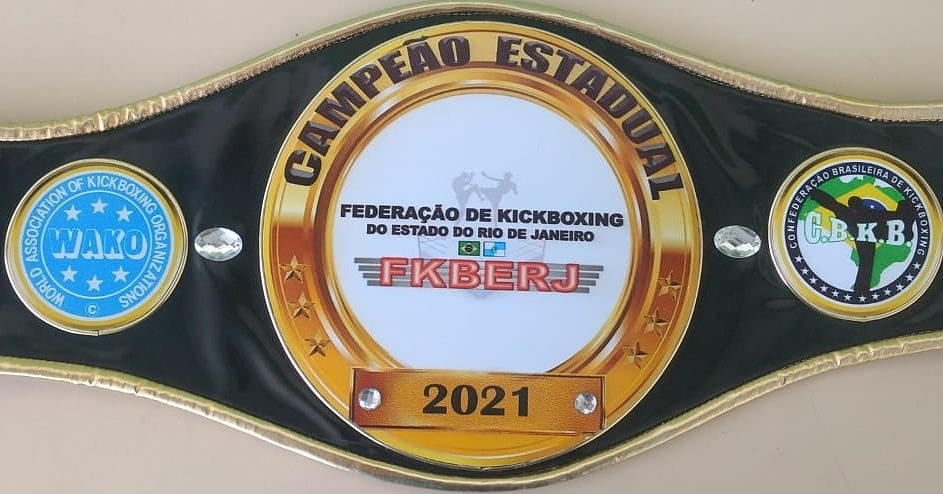 CAMPEÃO ESTADUAL
WORLD ASSOCIATION OF KICKBOXING ORGANIZATIONS
WAKO
©
FEDERAÇÃO DE KICKBOXING
DO ESTADO DO RIO DE JANEIRO
FKBERJ
2021
CONFEDERAÇÃO BRASILEIRA DE KICKBOXING
C.B.K.B.